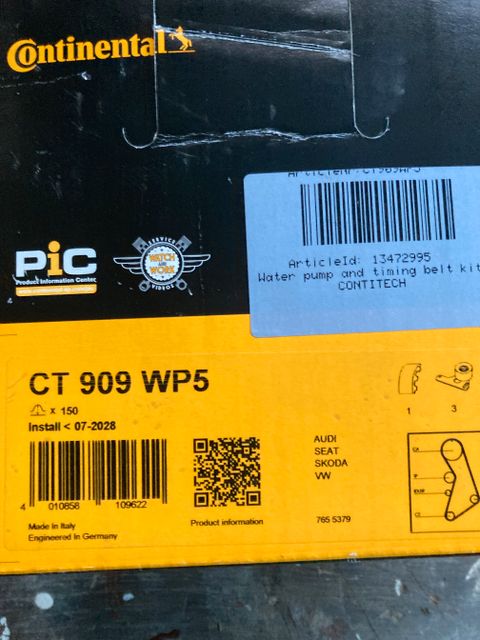 Continental
ArticleId: 13472995
Water pump and timing belt kit
CONTITECH
PiC
Product Information Center
SERVICE
WATCH
AND
WORK
VIDEOS
CT 909 WP5
x 150
Install < 07-2028
1
3
AUDI
SEAT
SKODA
VW
4 010858 109622
Product information
765 5379
Made in Italy
Engineered In Germany